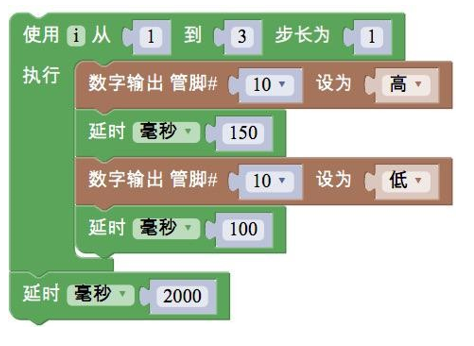 使用 i 从 1 到 3 步长为 1
执行
数字输出 管脚# 10 设为 高
延时 毫秒 150
数字输出 管脚# 10 设为 低
延时 毫秒 100
延时 毫秒 2000